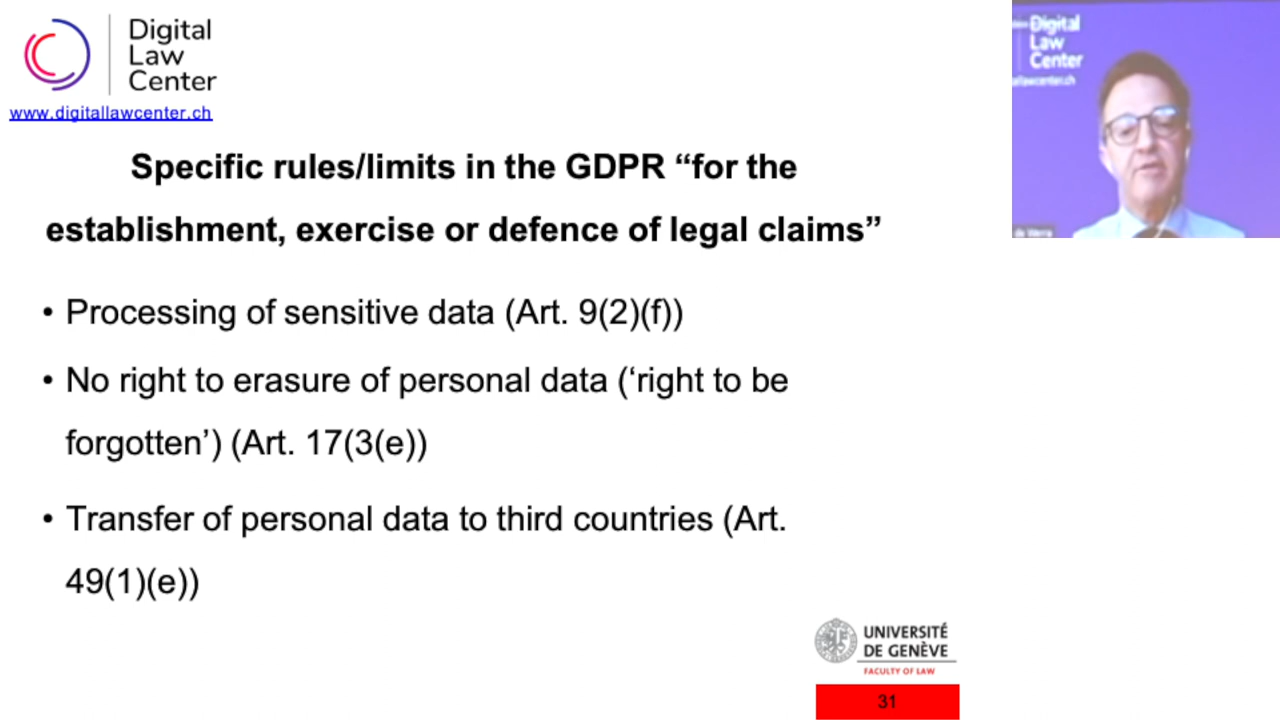 Digital
Law
Center
www.digitallawcenter.ch
Specific rules/limits in the GDPR “for the
establishment, exercise or defence of legal claims”
• Processing of sensitive data (Art. 9(2)(f))
• No right to erasure of personal data (‘right to be
forgotten’) (Art. 17(3(e))
• Transfer of personal data to third countries (Art.
49(1)(e))
UNIVERSITÉ
DE GENÈVE
FACULTY OF LAW
31
Digital
Law
Center
de Werra